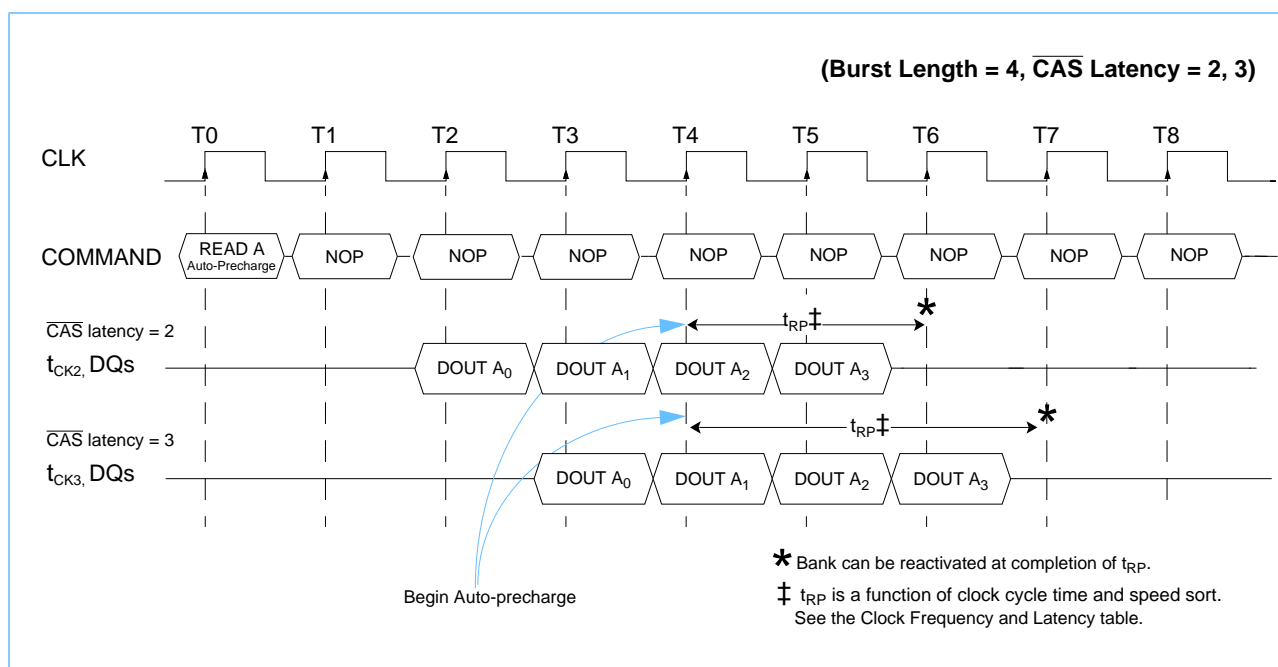 (Burst Length = 4, C̅A̅S̅ Latency = 2, 3)
T0 T1 T2 T3 T4 T5 T6 T7 T8
CLK
COMMAND
READ A
Auto-Precharge
NOP NOP NOP NOP NOP NOP NOP NOP
C̅A̅S̅ latency = 2
tRP‡ *
tCK2, DQs
DOUT A0 DOUT A1 DOUT A2 DOUT A3
C̅A̅S̅ latency = 3
tRP‡ *
tCK3, DQs
DOUT A0 DOUT A1 DOUT A2 DOUT A3
Begin Auto-precharge
* Bank can be reactivated at completion of tRP.
‡ tRP is a function of clock cycle time and speed sort.
See the Clock Frequency and Latency table.